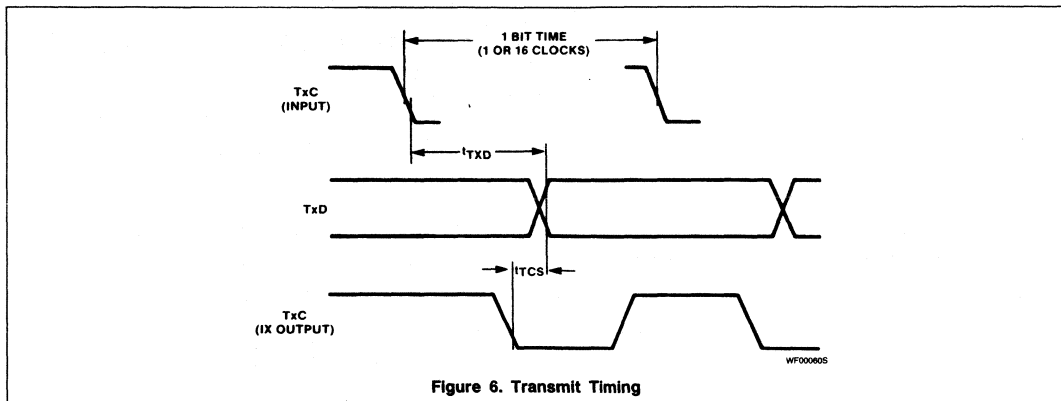 1 BIT TIME
(1 OR 16 CLOCKS)
TxC
(INPUT)
tTXD
TxD
tTCS
TxC
(IX OUTPUT)
WF00060S
Figure 6. Transmit Timing